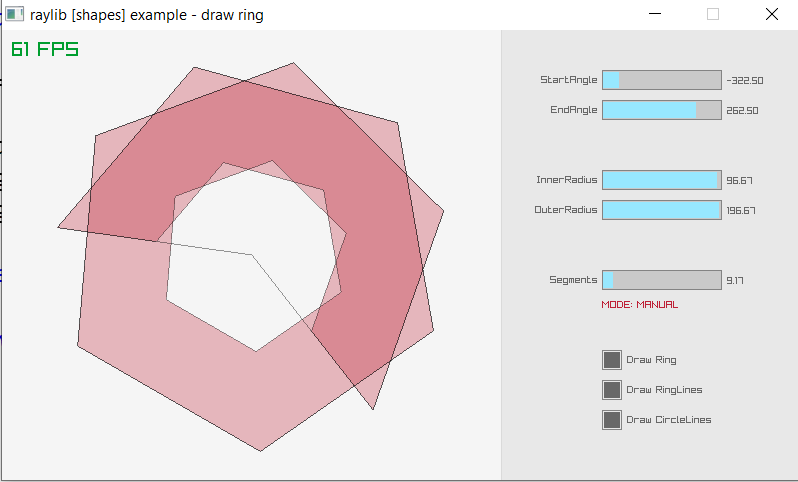 raylib [shapes] example - draw ring
61 FPS
StartAngle -322.50
EndAngle 262.50
InnerRadius 96.67
OuterRadius 196.67
Segments 9.17
MODE: MANUAL
Draw Ring
Draw RingLines
Draw CircleLines